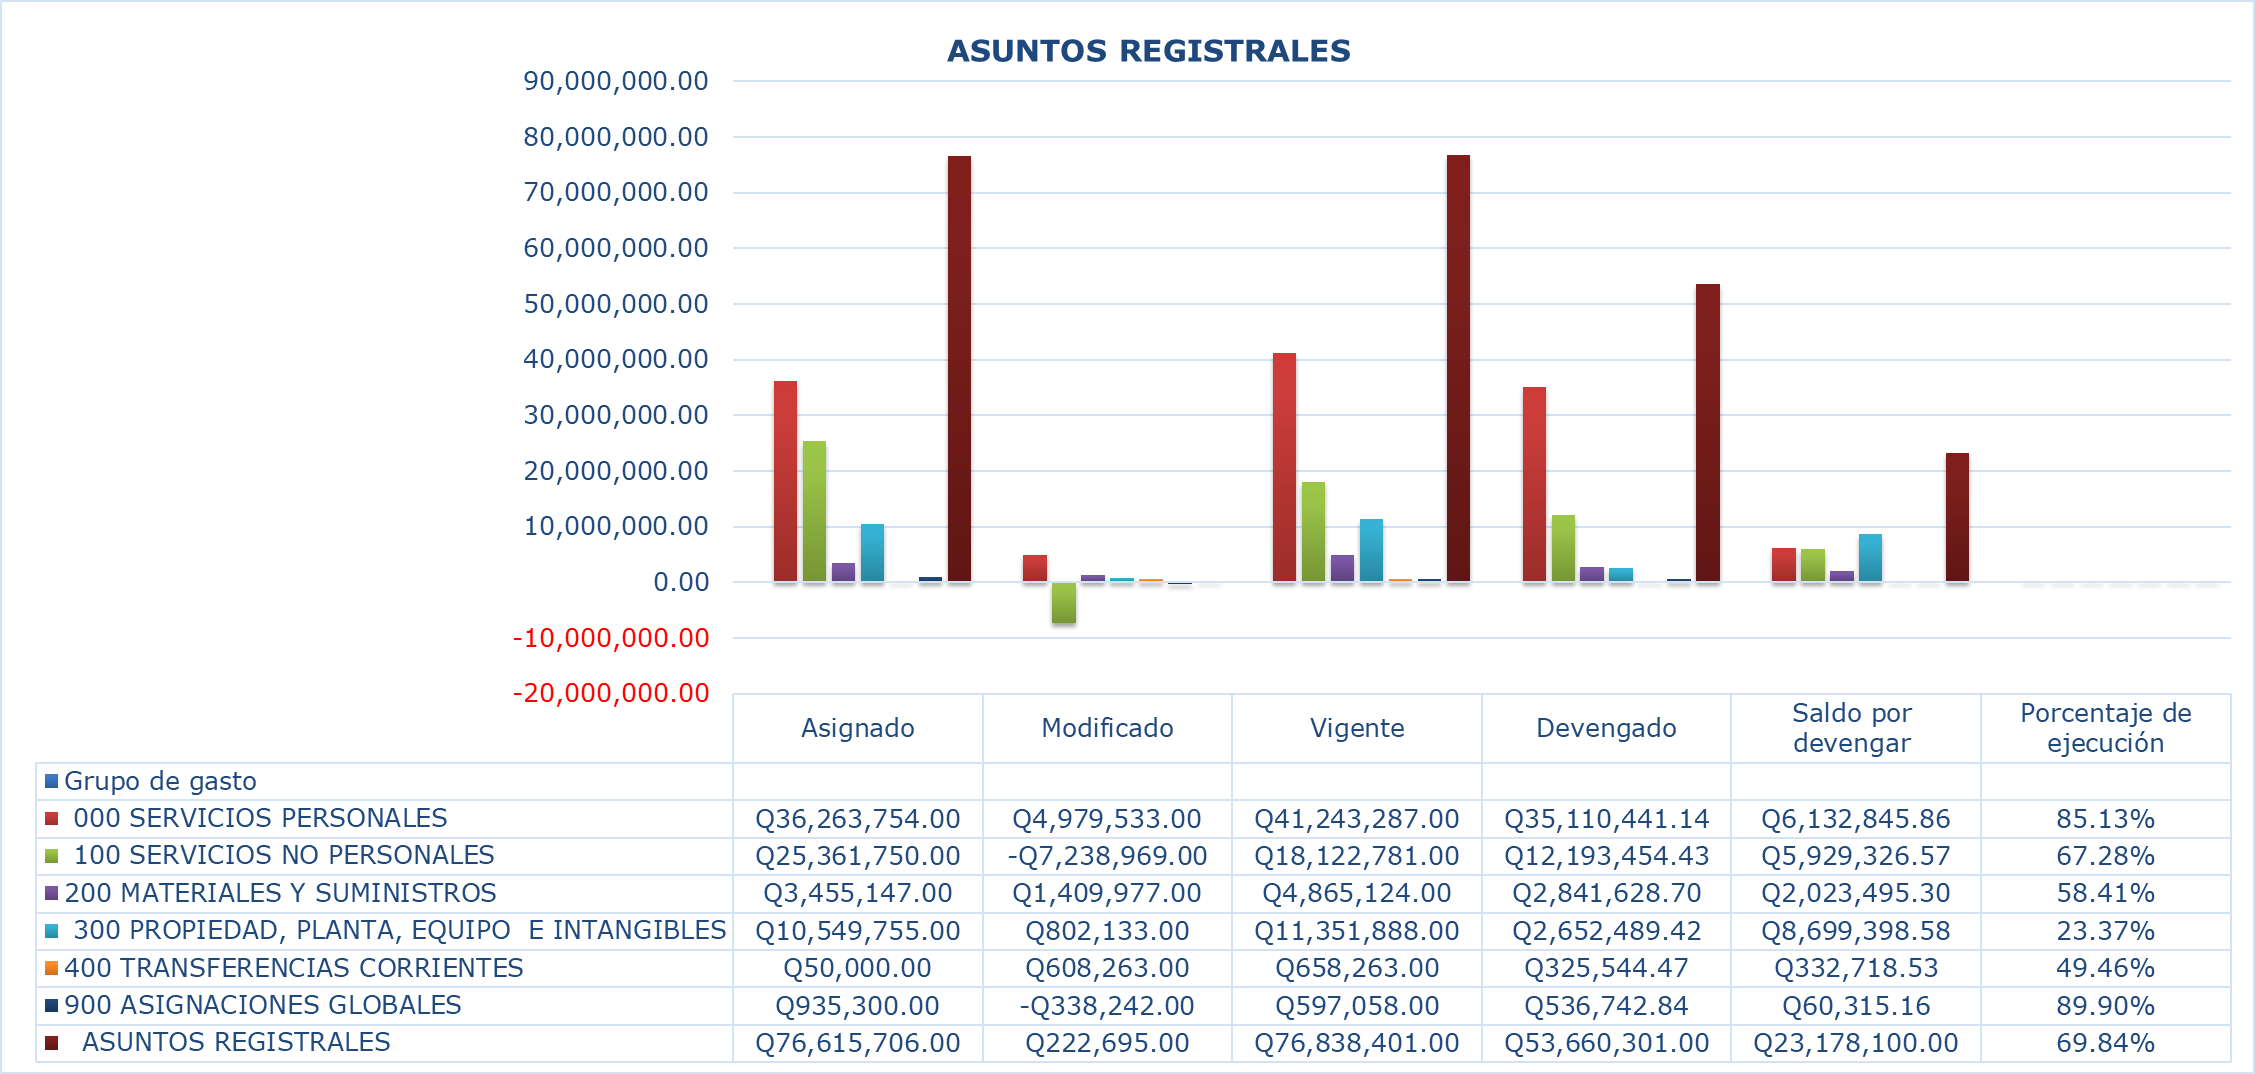 ASUNTOS REGISTRALES
90,000,000.00
80,000,000.00
70,000,000.00
60,000,000.00
50,000,000.00
40,000,000.00
30,000,000.00
20,000,000.00
10,000,000.00
0.00
-10,000,000.00
-20,000,000.00
Asignado Modificado Vigente Devengado Saldo por devengar Porcentaje de ejecución
Grupo de gasto
000 SERVICIOS PERSONALES Q36,263,754.00 Q4,979,533.00 Q41,243,287.00 Q35,110,441.14 Q6,132,845.86 85.13%
100 SERVICIOS NO PERSONALES Q25,361,750.00 -Q7,238,969.00 Q18,122,781.00 Q12,193,454.43 Q5,929,326.57 67.28%
200 MATERIALES Y SUMINISTROS Q3,455,147.00 Q1,409,977.00 Q4,865,124.00 Q2,841,628.70 Q2,023,495.30 58.41%
300 PROPIEDAD, PLANTA, EQUIPO E INTANGIBLES Q10,549,755.00 Q802,133.00 Q11,351,888.00 Q2,652,489.42 Q8,699,398.58 23.37%
400 TRANSFERENCIAS CORRIENTES Q50,000.00 Q608,263.00 Q658,263.00 Q325,544.47 Q332,718.53 49.46%
900 ASIGNACIONES GLOBALES Q935,300.00 -Q338,242.00 Q597,058.00 Q536,742.84 Q60,315.16 89.90%
ASUNTOS REGISTRALES Q76,615,706.00 Q222,695.00 Q76,838,401.00 Q53,660,301.00 Q23,178,100.00 69.84%